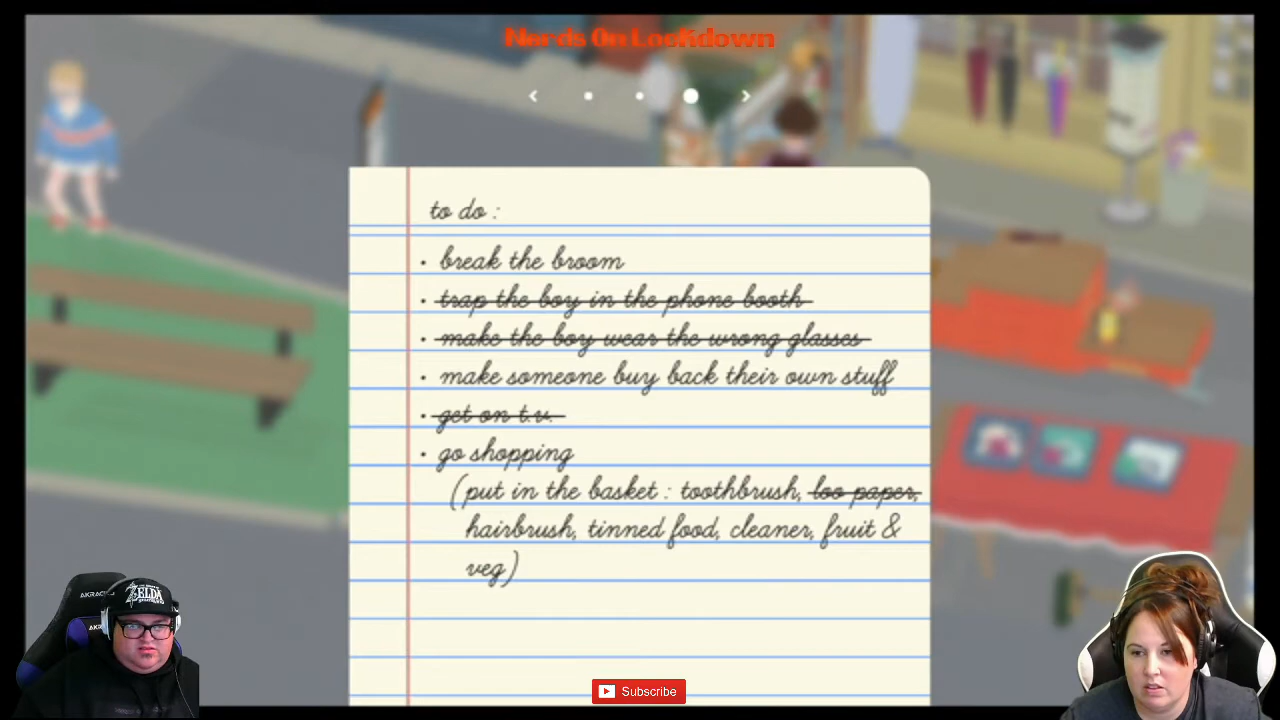 Nerds On Lockdown
to do :
• break the broom
• trap the boy in the phone booth
• make the boy wear the wrong glasses
• make someone buy back their own stuff
• get on t.v.
• go shopping
(put in the basket : toothbrush, loo paper,
hairbrush, tinned food, cleaner, fruit &
veg)
AKRACING
ZELDA
Subscribe